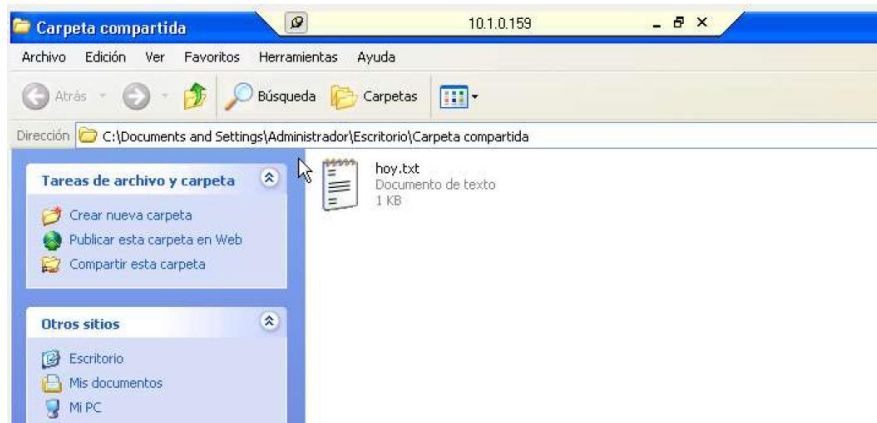 Carpeta compartida
10.1.0.159
Archivo Edición Ver Favoritos Herramientas Ayuda
Atrás Búsqueda Carpetas
Dirección C:\Documents and Settings\Administrador\Escritorio\Carpeta compartida
Tareas de archivo y carpeta
Crear nueva carpeta
Publicar esta carpeta en Web
Compartir esta carpeta
Otros sitios
Escritorio
Mis documentos
Mi PC
hoy.txt
Documento de texto
1 KB